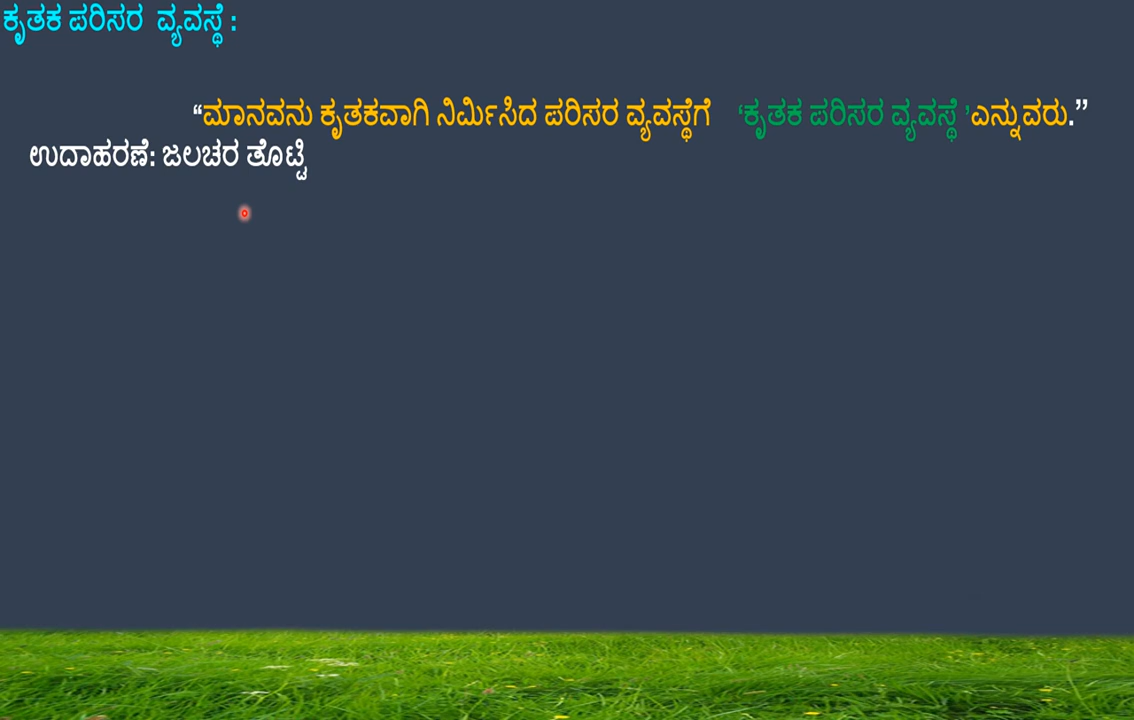 ಕೃತಕ ಪರಿಸರ ವ್ಯವಸ್ಥೆ :
“ಮಾನವನು ಕೃತಕವಾಗಿ ನಿರ್ಮಿಸಿದ ಪರಿಸರ ವ್ಯವಸ್ಥೆಗೆ ‘ಕೃತಕ ಪರಿಸರ ವ್ಯವಸ್ಥೆ ’ಎನ್ನುವರು.”
ಉದಾಹರಣೆ: ಜಲಚರ ತೊಟ್ಟಿ